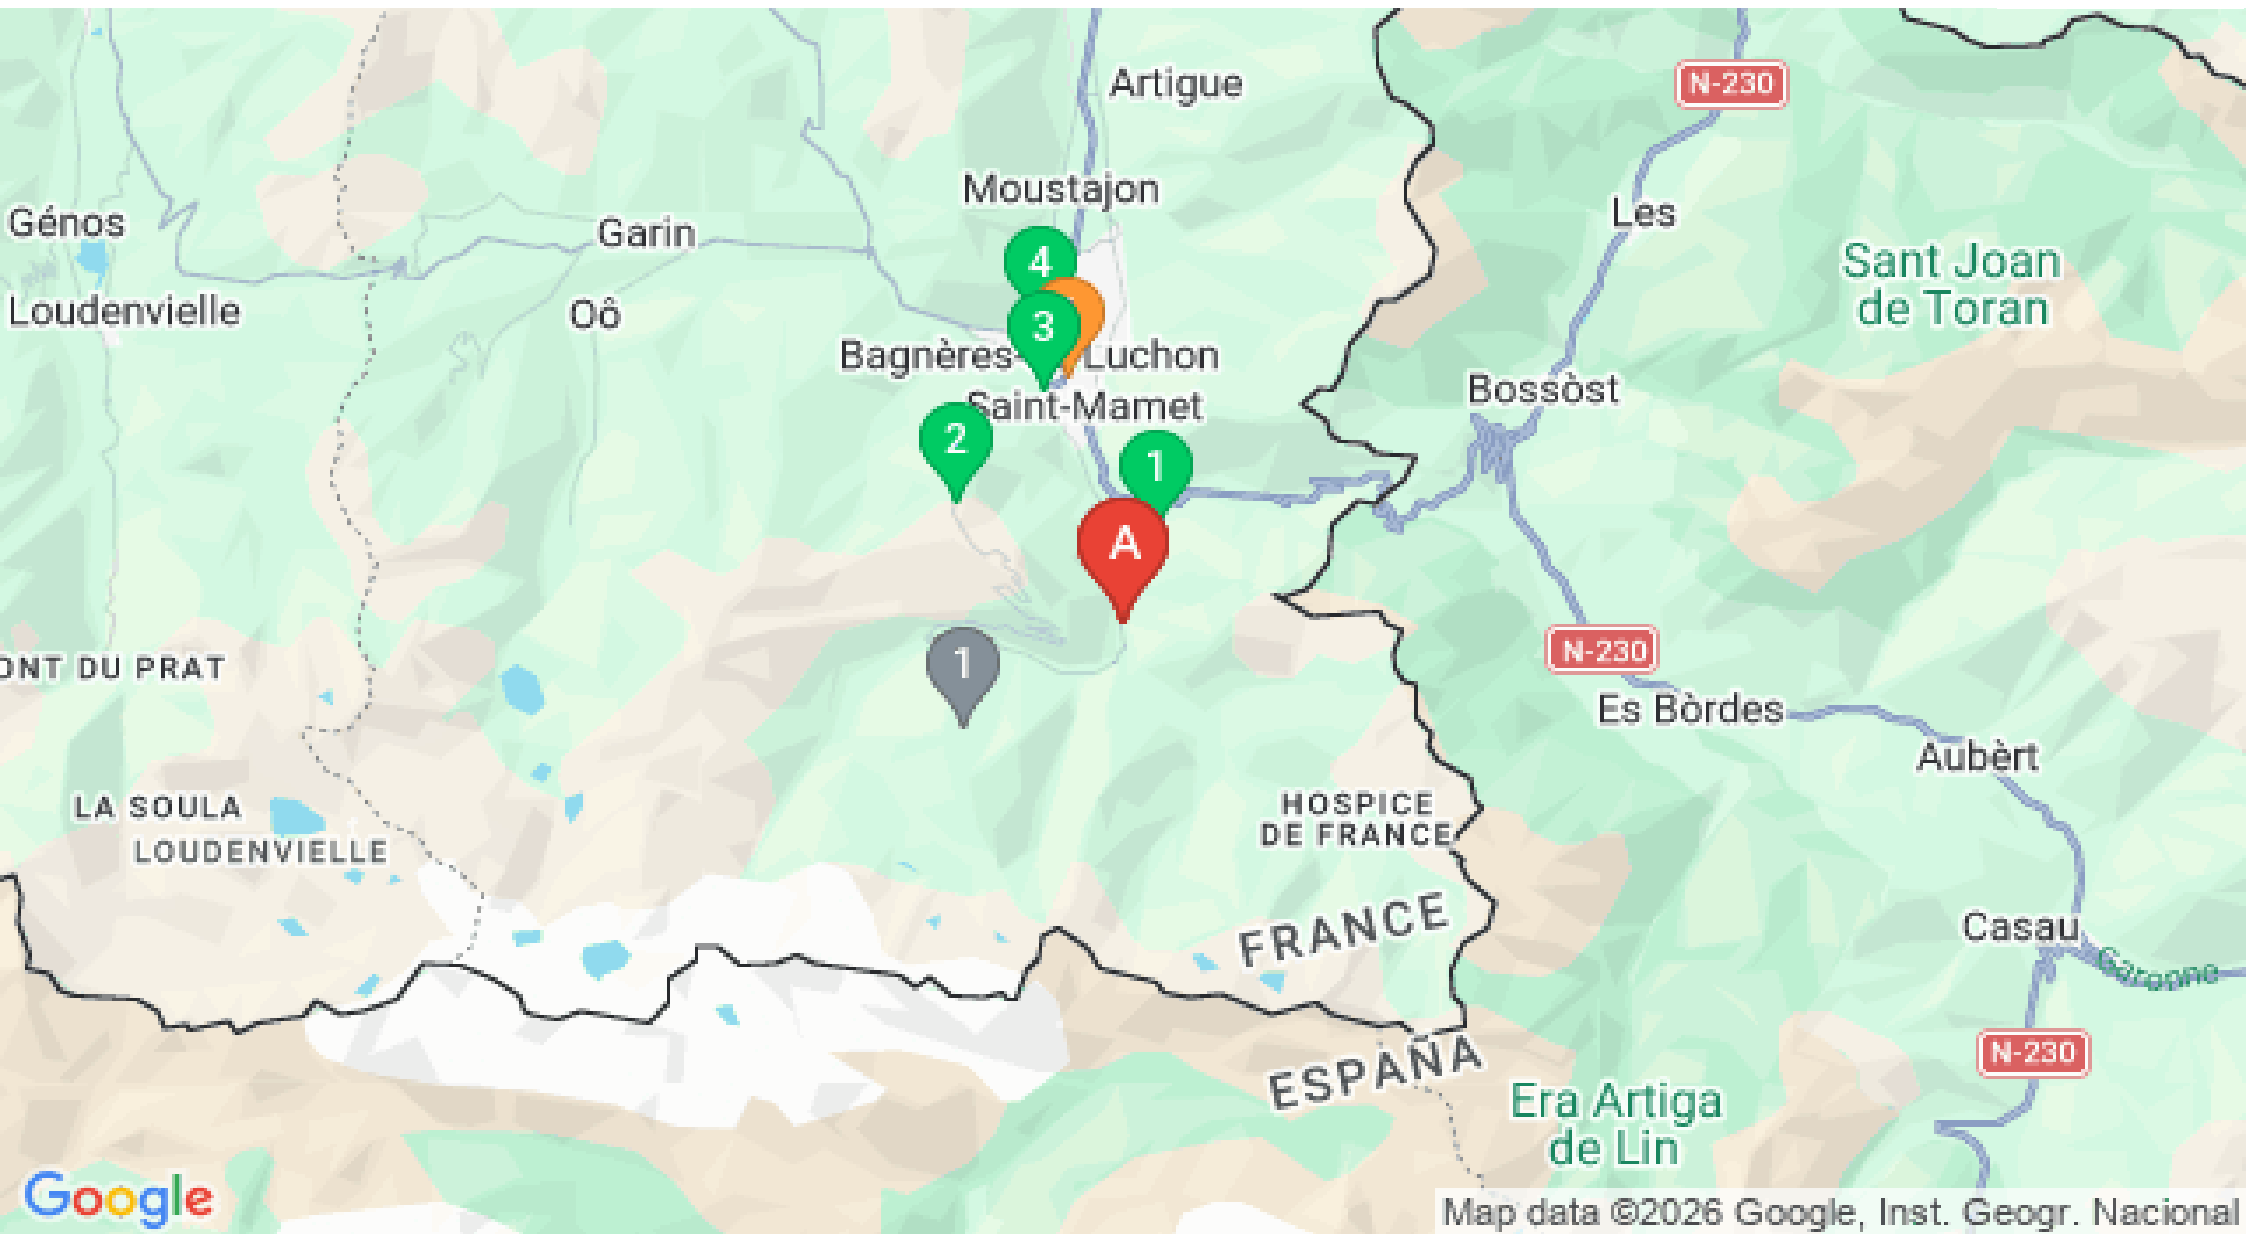 Artigue
N-230
Moustajon
Les
Génos
Garin
4
Sant Joan
de Toran
Loudenvielle
Oô
3
Bagnères-
Luchon
Bossòst
Saint-Mamet
2
1
A
N-230
1
ONT DU PRAT
Es Bòrdes
Aubèrt
LA SOULA
HOSPICE
DE FRANCE
LOUDENVIELLE
FRANCE
Casau
Garonne
N-230
ESPAÑA
Era Artiga
de Lin
Google
Map data ©2026 Google, Inst. Geogr. Nacional